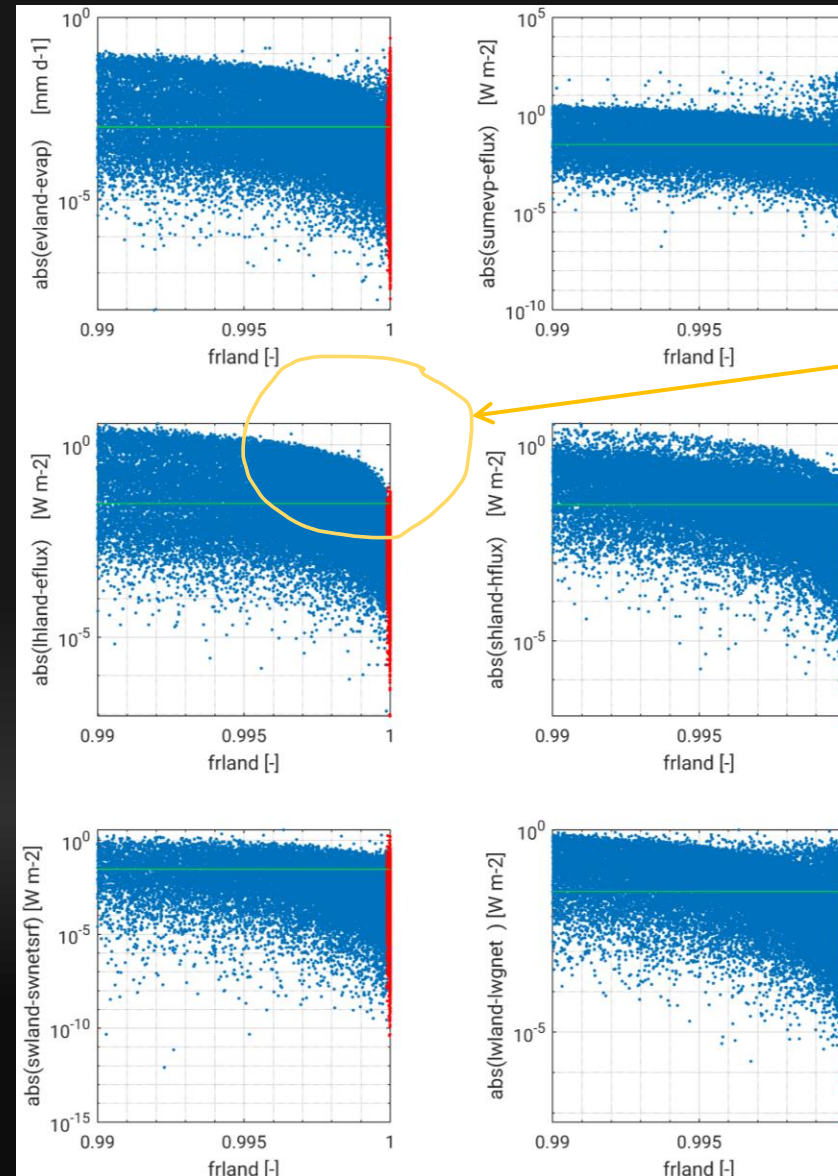 10^0
10^-5
abs(evland-evap) [mm d-1]
0.99 0.995 1
frland [-]
10^5
10^0
10^-5
10^-10
abs(sumevp-eflux) [W m-2]
0.99 0.995
frland [-]
10^0
10^-5
abs(lhland-eflux) [W m-2]
0.99 0.995 1
frland [-]
10^0
10^-5
abs(shland-hflux) [W m-2]
0.99 0.995
frland [-]
10^0
10^-5
10^-10
10^-15
abs(swland-swnetsrf) [W m-2]
0.99 0.995 1
frland [-]
10^0
10^-5
abs(lwland-lwgnet ) [W m-2]
0.99 0.995
frland [-]